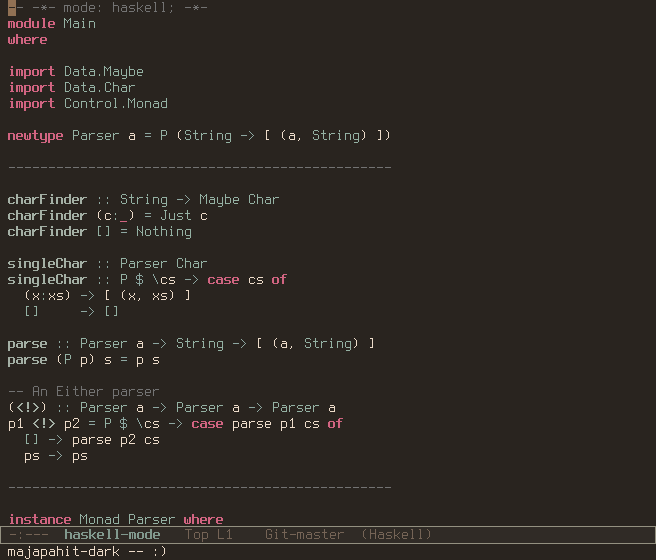 -- -*- mode: haskell; -*-
module Main
where
import Data.Maybe
import Data.Char
import Control.Monad
newtype Parser a = P (String -> [ (a, String) ])
------------------------------------------------
charFinder :: String -> Maybe Char
charFinder (c:_) = Just c
charFinder [] = Nothing
singleChar :: Parser Char
singleChar :: P $ \cs -> case cs of
  (x:xs) -> [ (x, xs) ]
  []     -> []
parse :: Parser a -> String -> [ (a, String) ]
parse (P p) s = p s
-- An Either parser
(<!>) :: Parser a -> Parser a -> Parser a
p1 <!> p2 = P $ \cs -> case parse p1 cs of
  [] -> parse p2 cs
  ps -> ps
------------------------------------------------
instance Monad Parser where
-:---  haskell-mode   Top L1    Git-master  (Haskell)
majapahit-dark -- :)